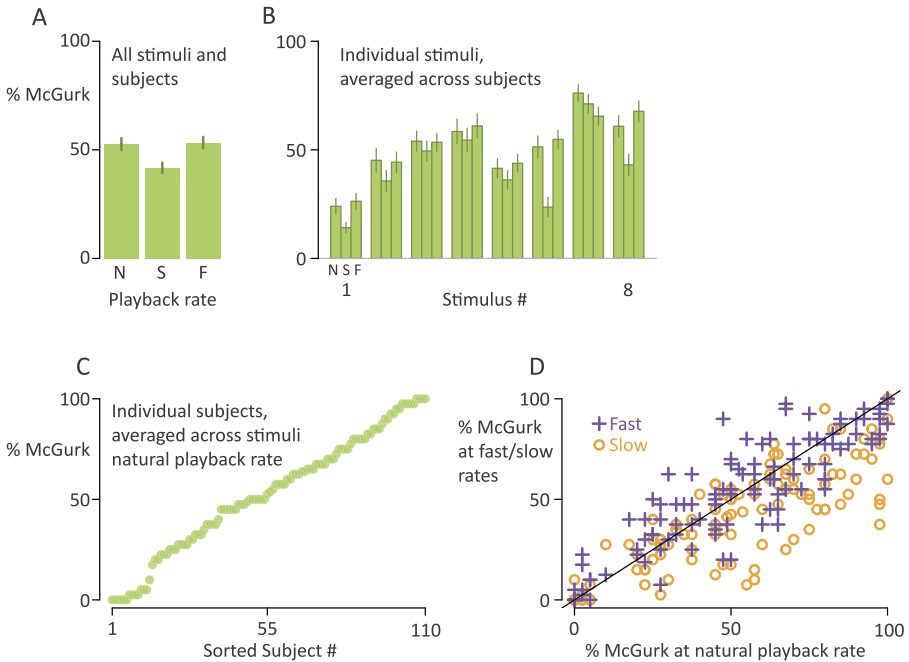 A
100
All stimuli and
subjects
% McGurk
50
0
N S F
Playback rate
B
100
Individual stimuli,
averaged across subjects
50
0
N S F
1
Stimulus #
8
C
100
Individual subjects,
averaged across stimuli
natural playback rate
% McGurk
50
0
1
55
110
Sorted Subject #
D
100
% McGurk
at fast/slow
rates
Fast
Slow
50
0
0
50
100
% McGurk at natural playback rate